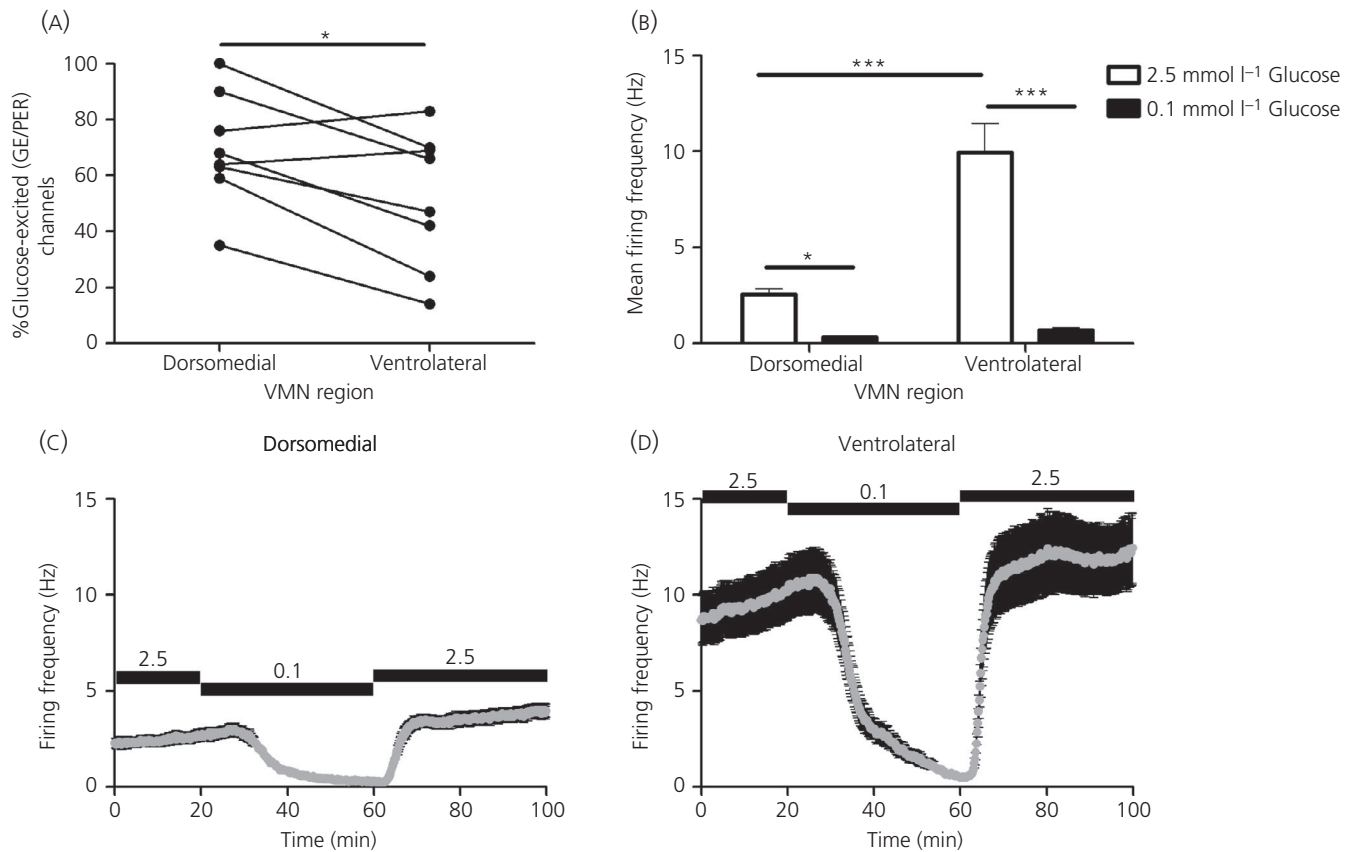 (A)
*
100
80
60
40
20
0
%Glucose-excited (GE/PER)
channels
Dorsomedial
Ventrolateral
VMN region
(B)
15
10
5
0
Mean firing frequency (Hz)
***
***
*
2.5 mmol l⁻¹ Glucose
0.1 mmol l⁻¹ Glucose
Dorsomedial
Ventrolateral
VMN region
(C)
Dorsomedial
15
10
5
0
Firing frequency (Hz)
2.5
0.1
2.5
0
20
40
60
80
100
Time (min)
(D)
Ventrolateral
15
10
5
0
Firing frequency (Hz)
2.5
0.1
2.5
0
20
40
60
80
100
Time (min)